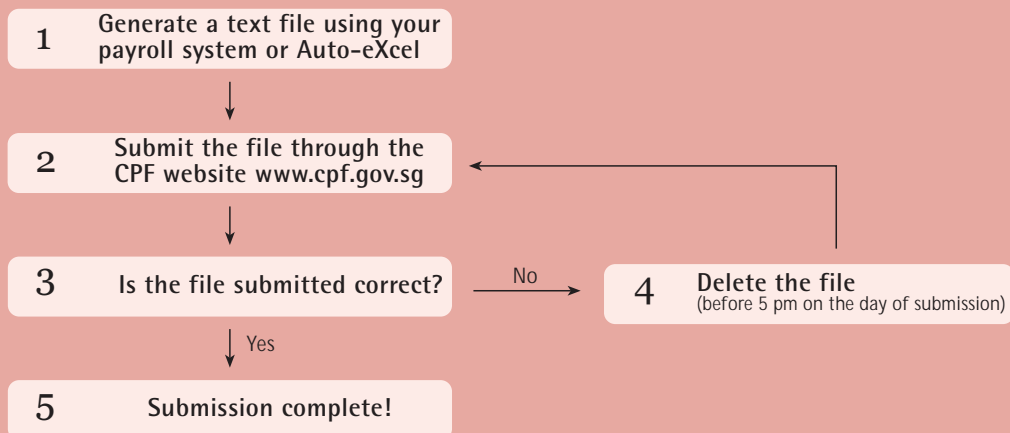 1
Generate a text file using your
payroll system or Auto-eXcel
2
Submit the file through the
CPF website www.cpf.gov.sg
3
Is the file submitted correct?
No
4
Delete the file
(before 5 pm on the day of submission)
Yes
5
Submission complete!